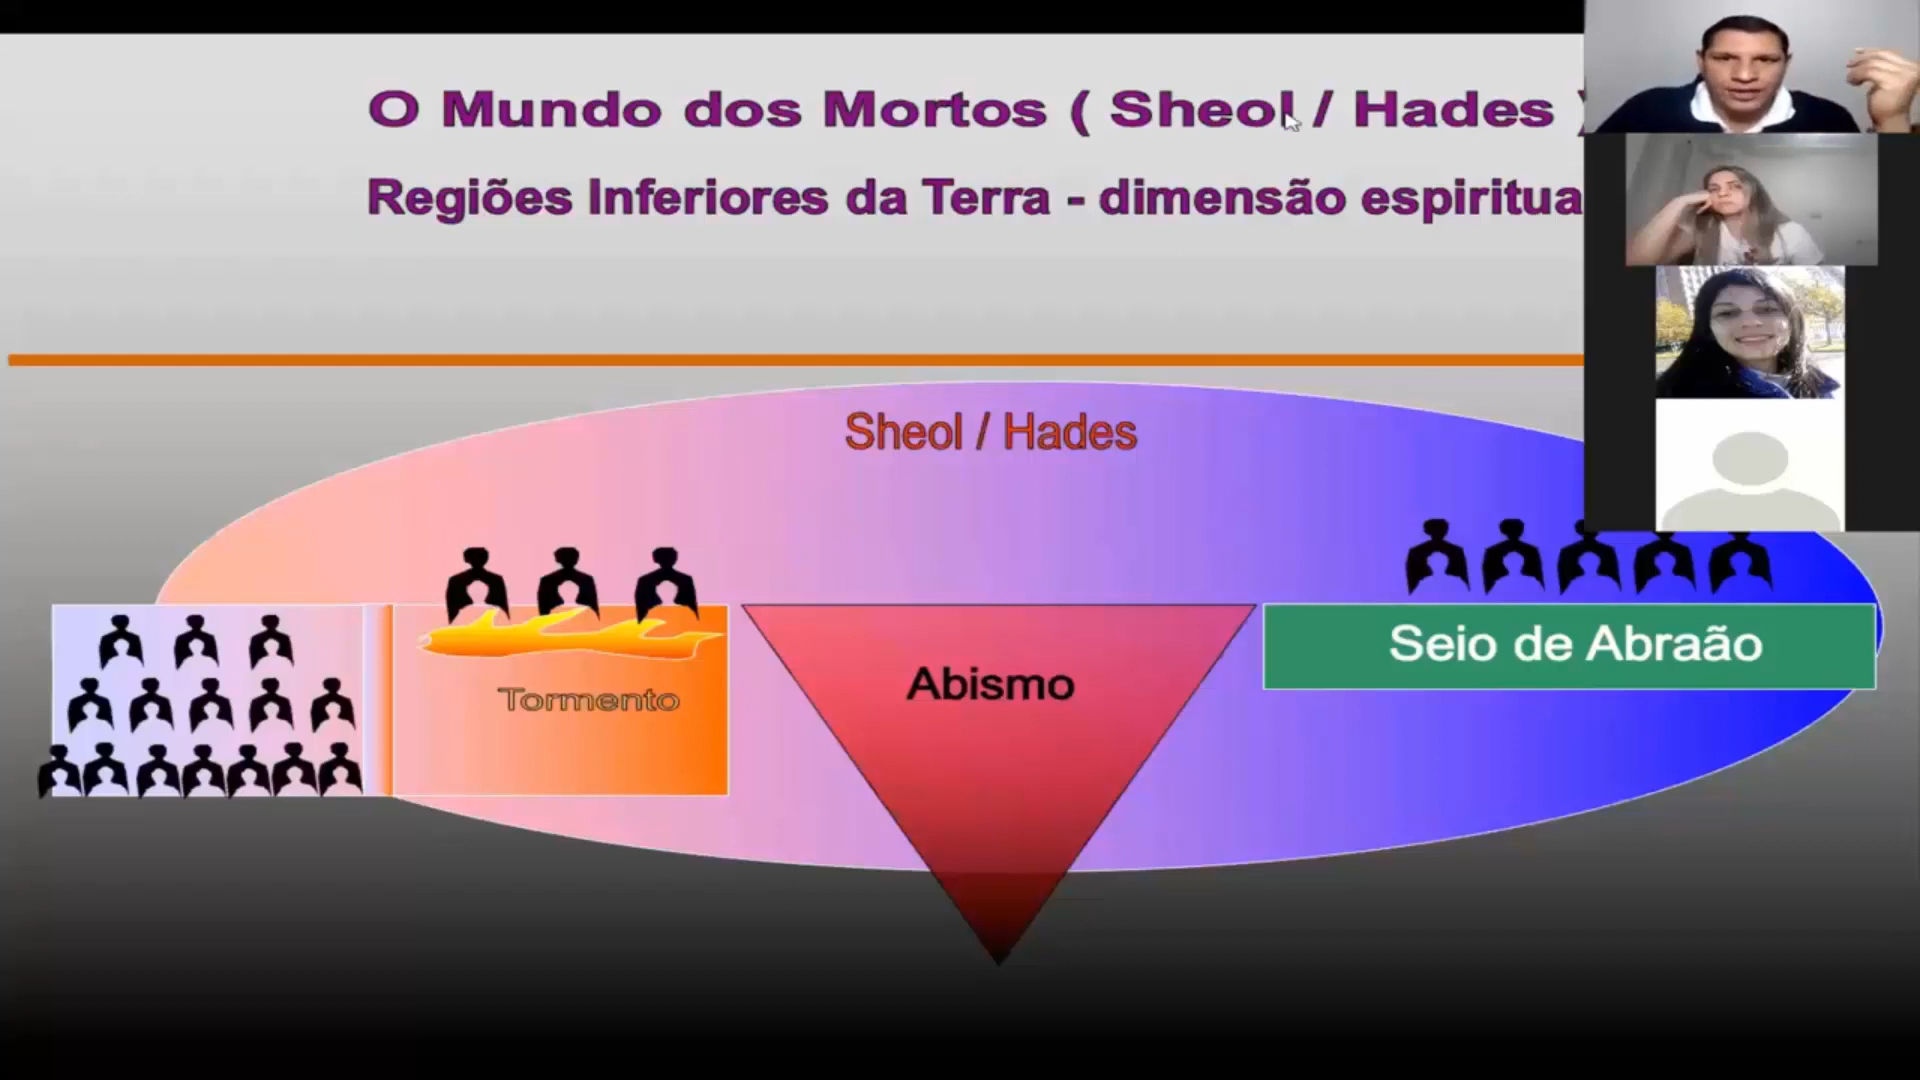 O Mundo dos Mortos ( Sheol / Hades )
Regiões Inferiores da Terra - dimensão espiritua
Sheol / Hades
Tormento
Abismo
Seio de Abraão